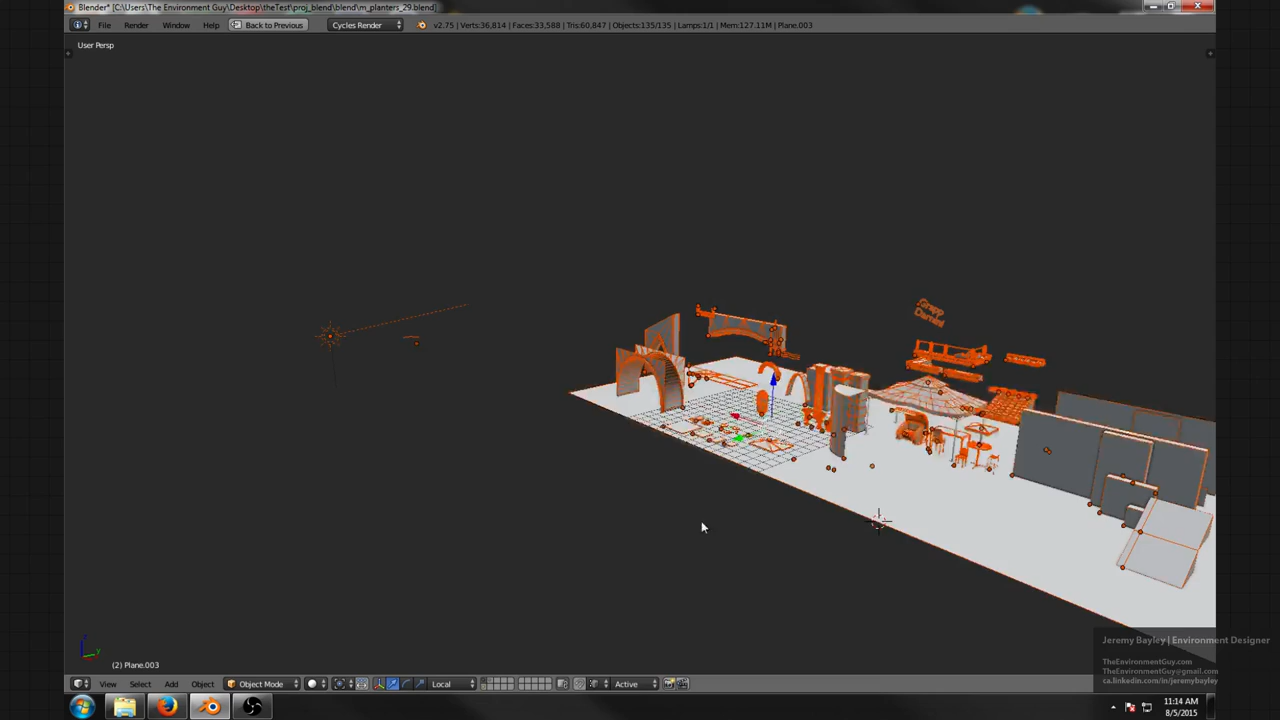 Blender* [C:\Users\The Environment Guy\Desktop\theTest\proj_blend\blend\m_planters_29.blend]
File Render Window Help Back to Previous Cycles Render v2.75 | Verts:36,814 | Faces:33,588 | Tris:60,847 | Objects:135/135 | Lamps:1/1 | Mem:127.11M | Plane.003
User Persp
(2) Plane.003
View Select Add Object Object Mode Local Active
Jeremy Bayley | Environment Designer
TheEnvironmentGuy.com
TheEnvironmentGuy@gmail.com
ca.linkedin.com/in/jeremybayley
11:14 AM
8/5/2015